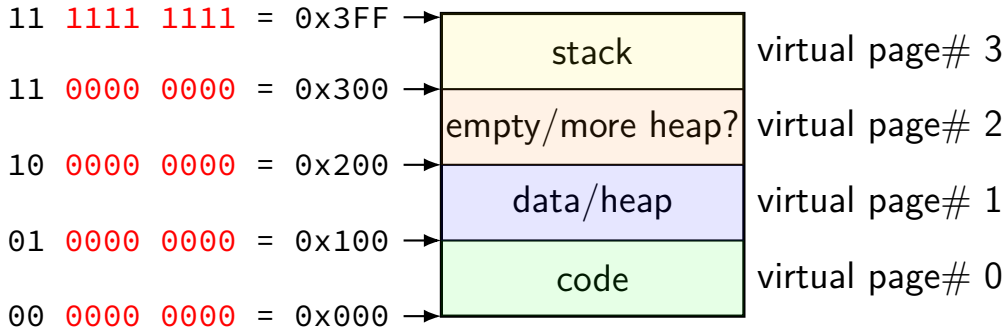 11 1111 1111 = 0x3FF
stack
virtual page# 3
11 0000 0000 = 0x300
empty/more heap?
virtual page# 2
10 0000 0000 = 0x200
data/heap
virtual page# 1
01 0000 0000 = 0x100
code
virtual page# 0
00 0000 0000 = 0x000